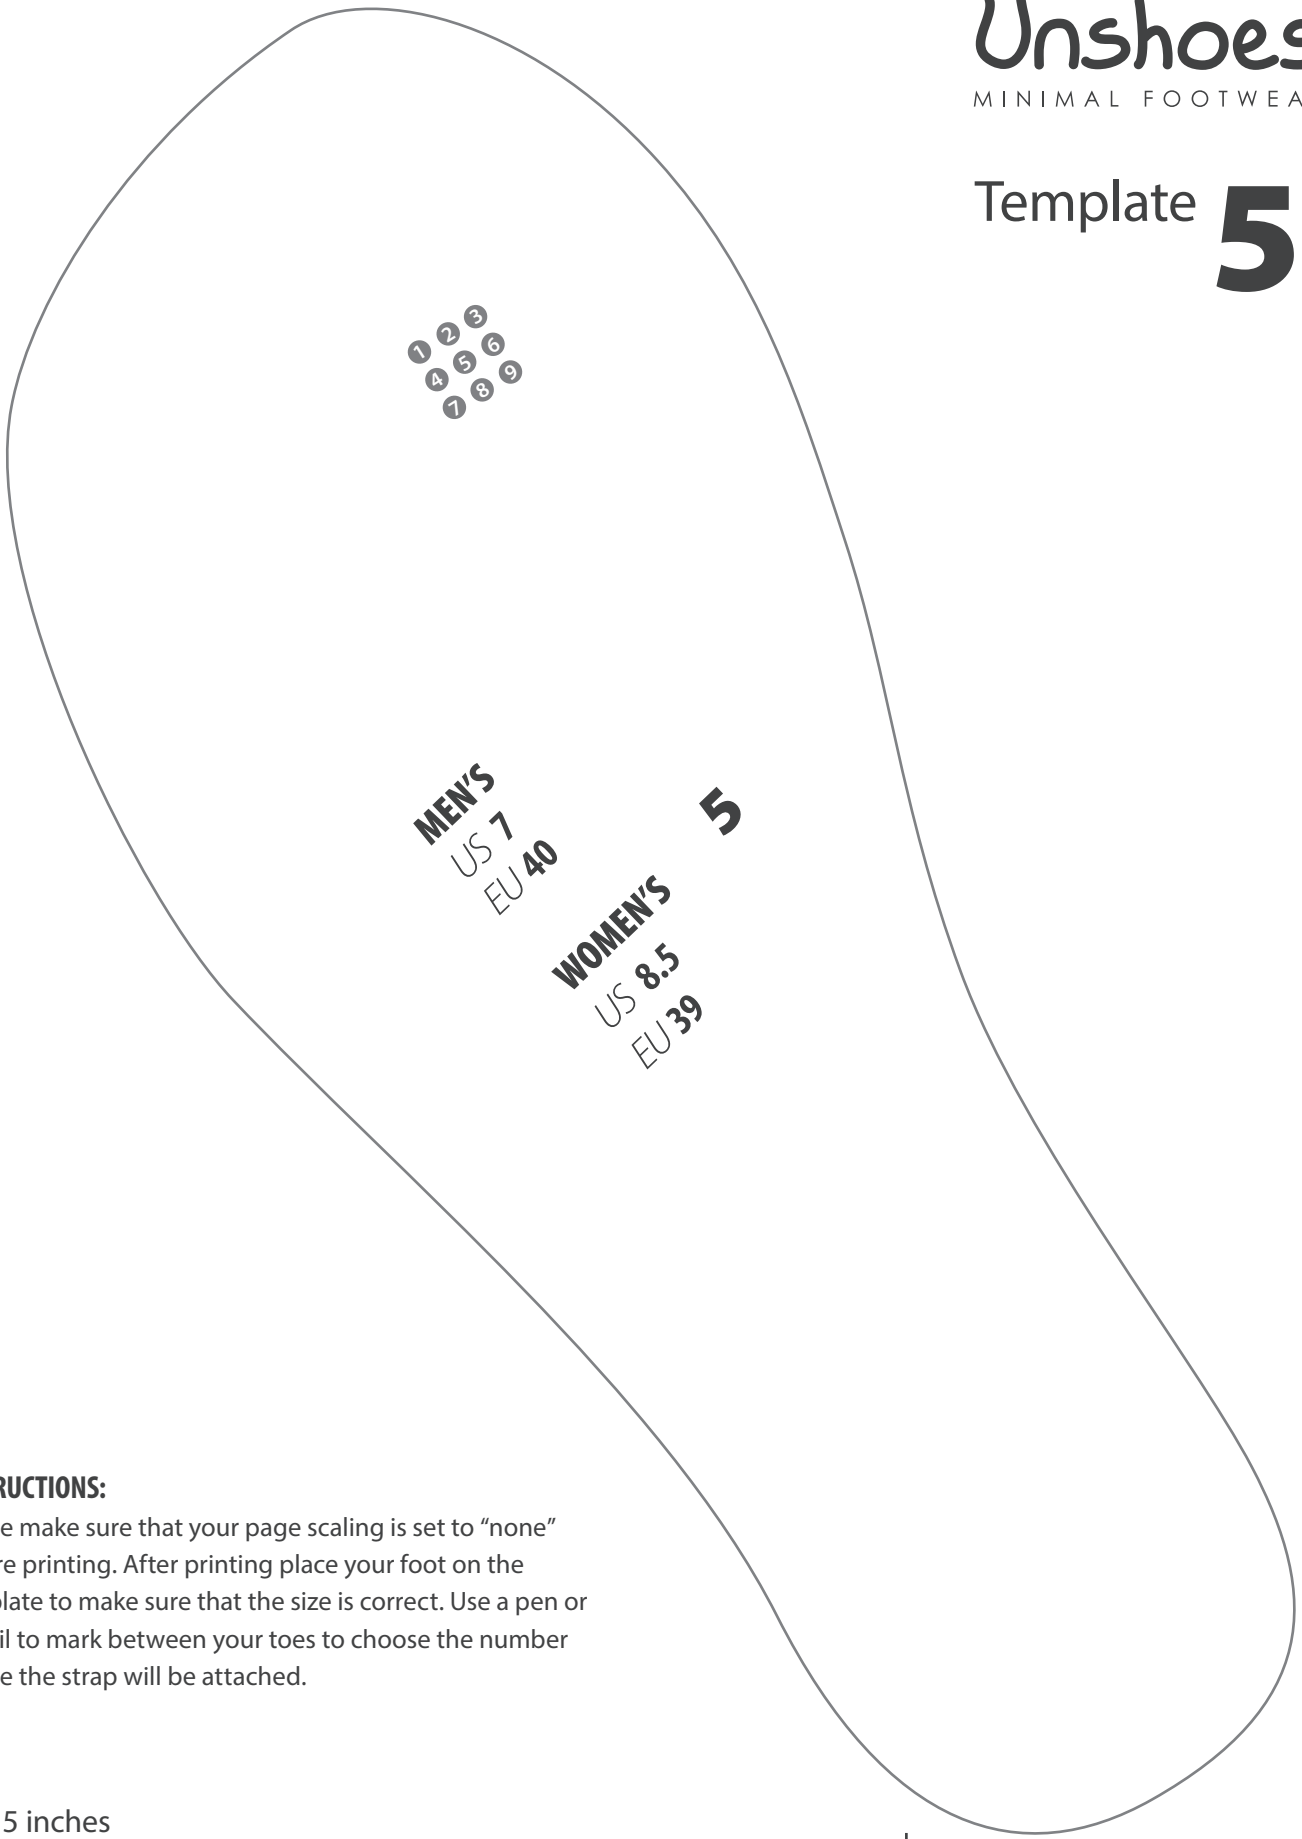 Unshoes
MINIMAL FOOTWEA
Template 5
1 2 3
4 5 6
7 8 9
MEN'S
US 7
EU 40
5
WOMEN'S
US 8.5
EU 39
RUCTIONS:
e make sure that your page scaling is set to “none”
re printing. After printing place your foot on the
plate to make sure that the size is correct. Use a pen or
il to mark between your toes to choose the number
e the strap will be attached.
5 inches